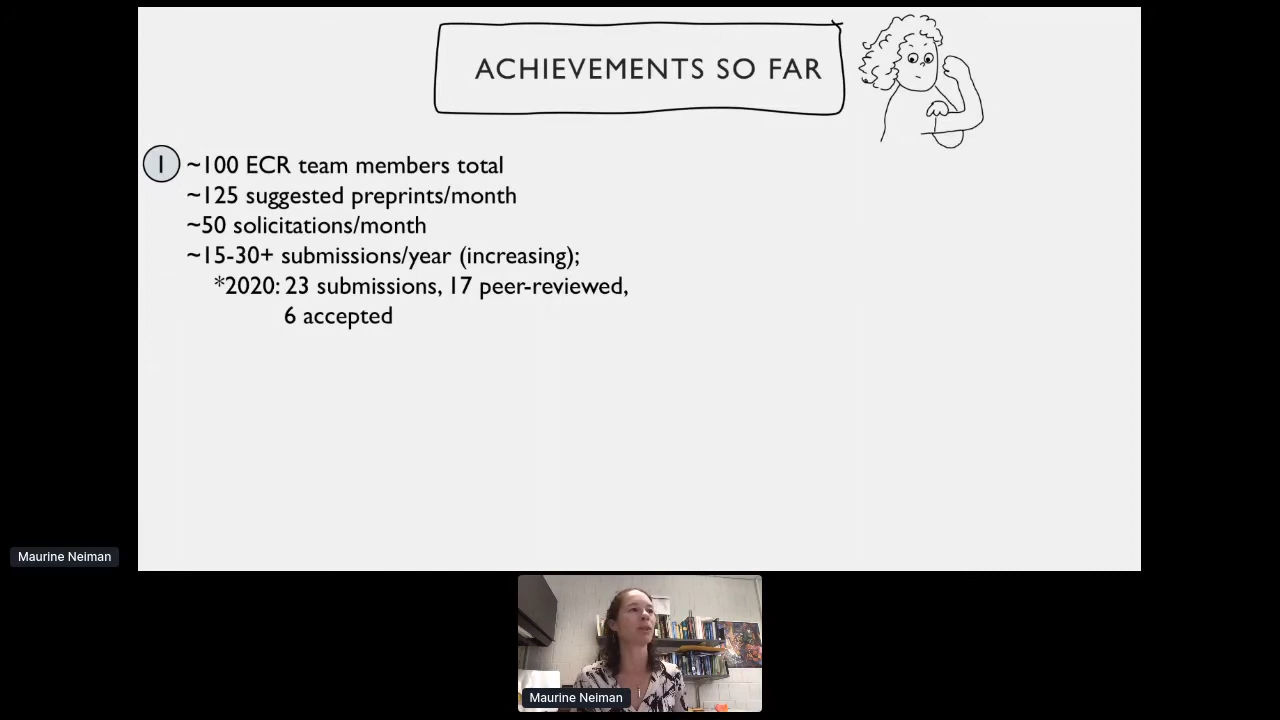 ACHIEVEMENTS SO FAR
1 ~100 ECR team members total
~125 suggested preprints/month
~50 solicitations/month
~15-30+ submissions/year (increasing);
*2020: 23 submissions, 17 peer-reviewed,
6 accepted
Maurine Neiman
Maurine Neiman